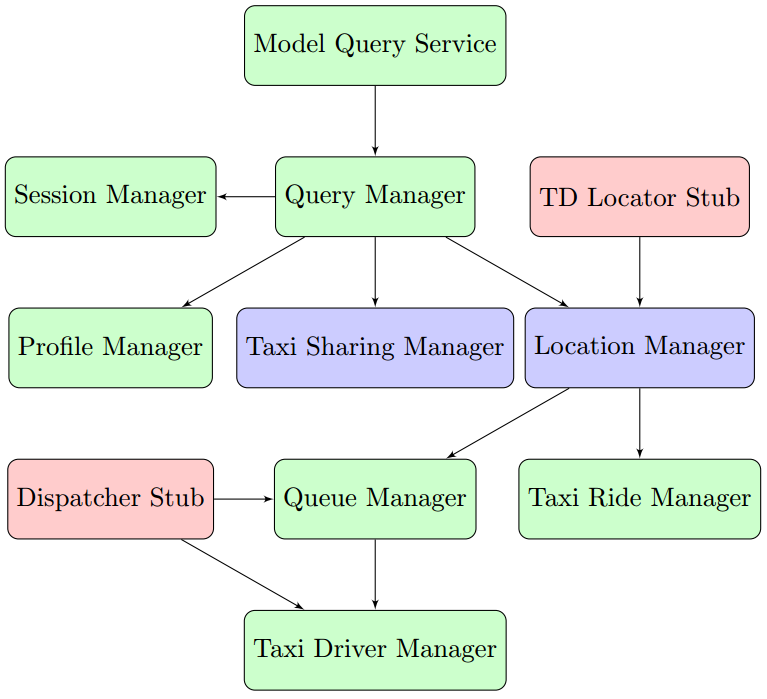 Model Query Service
Session Manager
Query Manager
TD Locator Stub
Profile Manager
Taxi Sharing Manager
Location Manager
Dispatcher Stub
Queue Manager
Taxi Ride Manager
Taxi Driver Manager